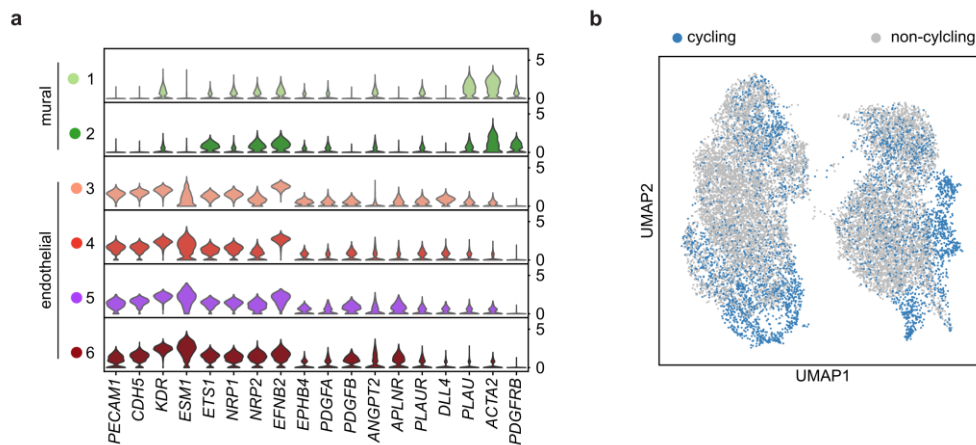 a
mural
1
5
0
2
5
0
endothelial
3
5
0
4
5
0
5
5
0
6
5
0
PECAM1
CDH5
KDR
ESM1
ETS1
NRP1
NRP2
EFNB2
EPHB4
PDGFA
PDGFB
ANGPT2
APLNR
PLAUR
DLL4
PLAU
ACTA2
PDGFRB
b
cycling
non-cylcling
UMAP2
UMAP1